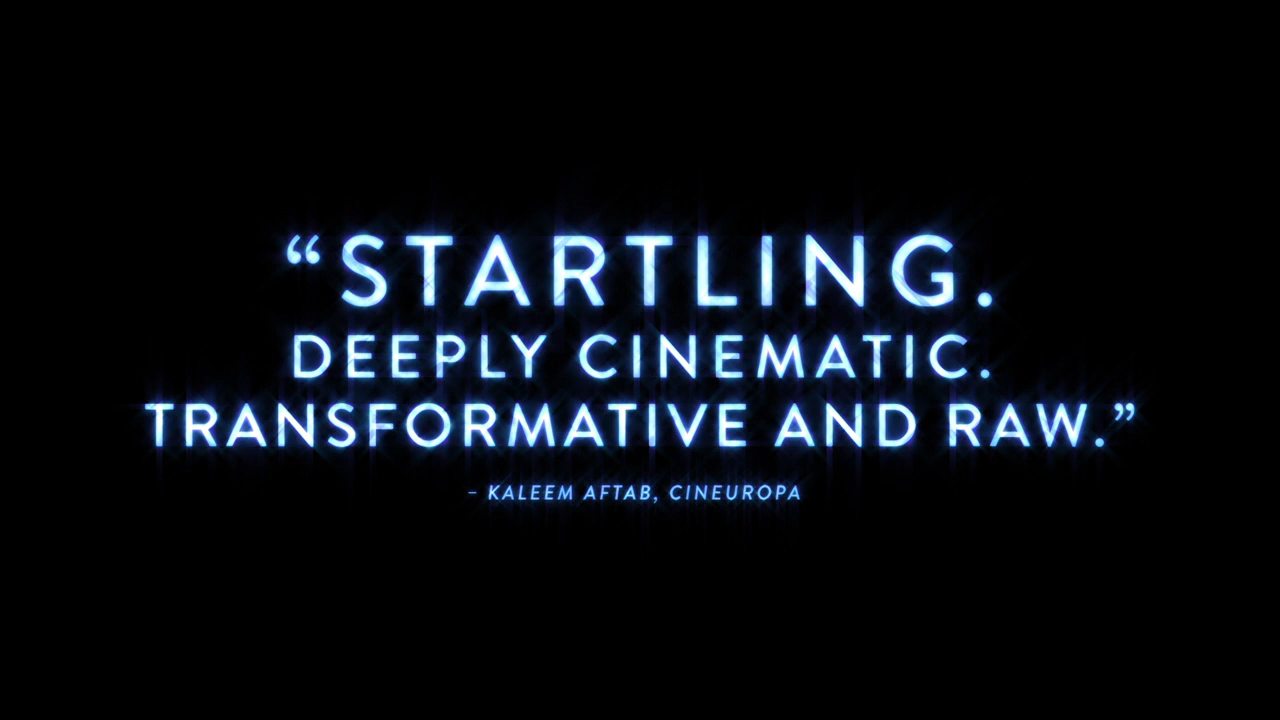 “STARTLING.
DEEPLY CINEMATIC.
TRANSFORMATIVE AND RAW.”
– KALEEM AFTAB, CINEUROPA